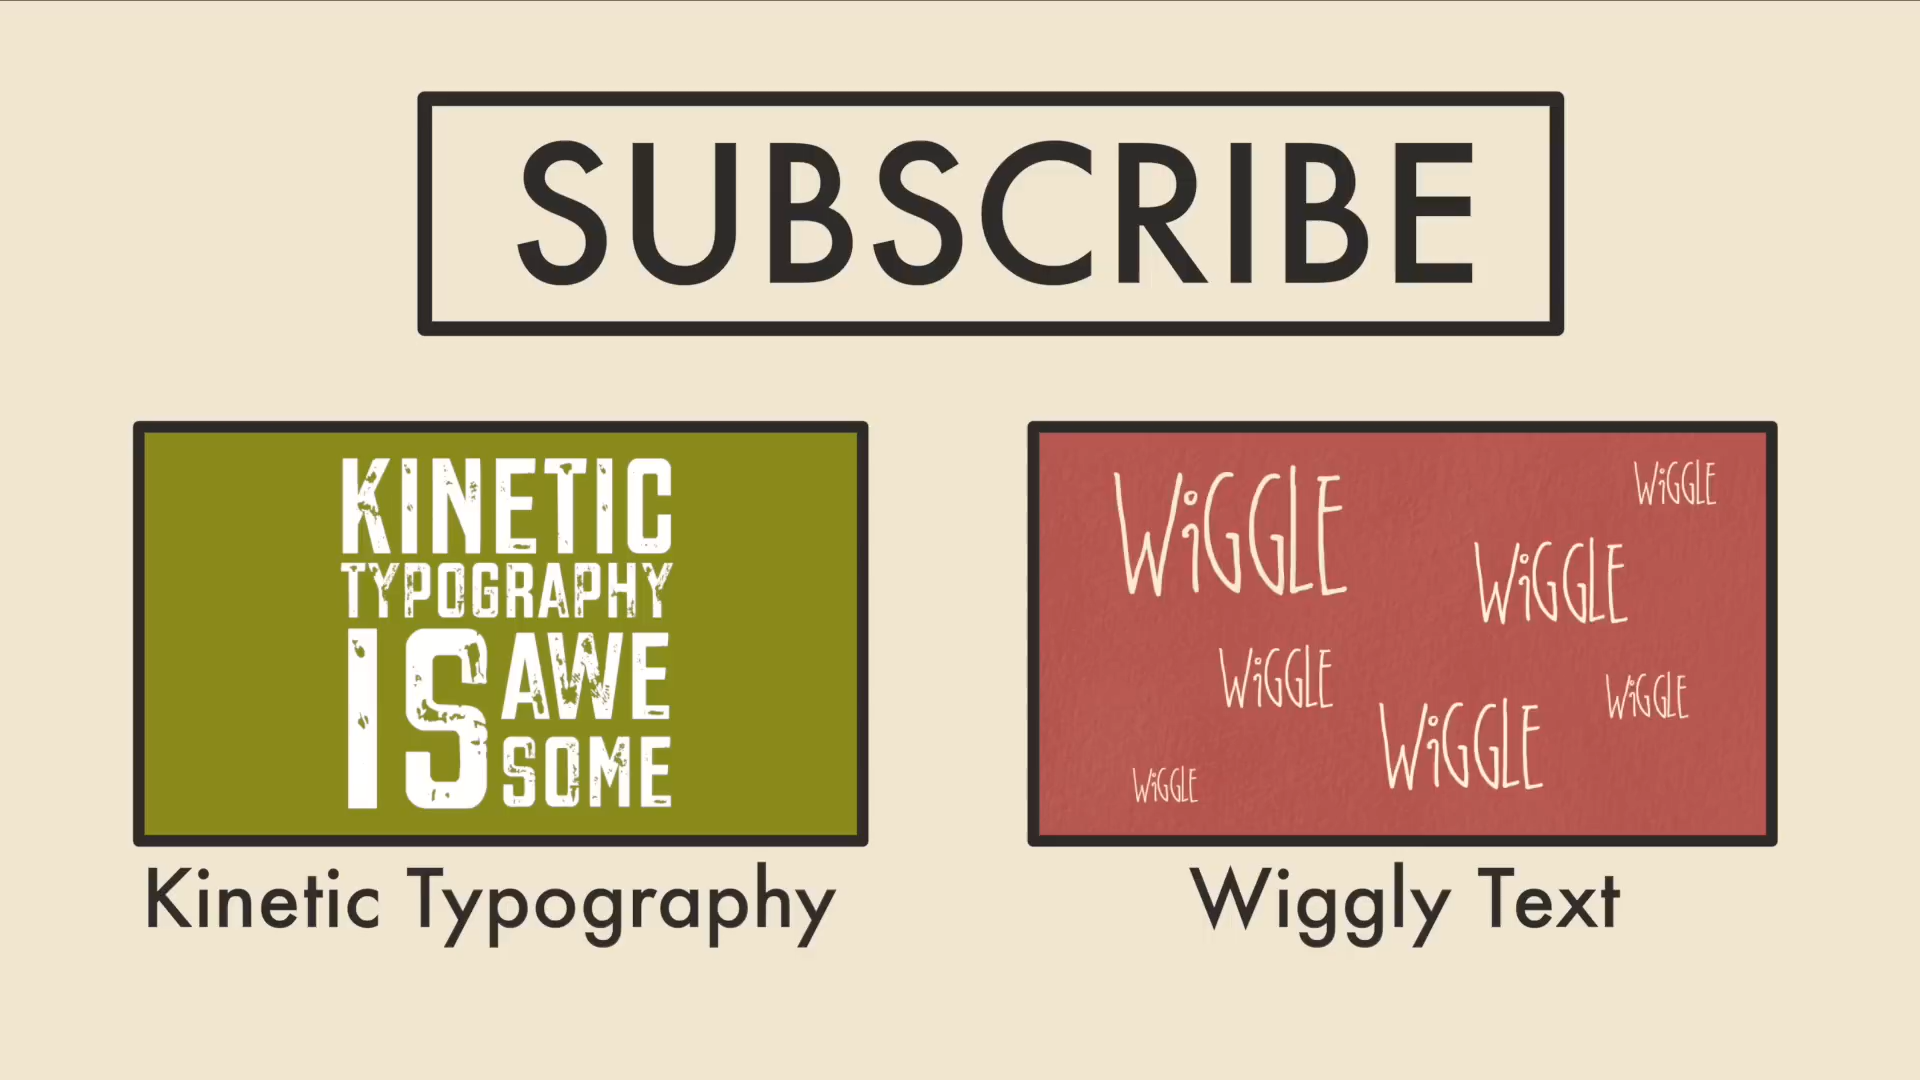 SUBSCRIBE
KINETIC
TYPOGRAPHY
IS AWE
SOME
WiGGLE
WiGGLE
WiGGLE
WiGGLE
WiGGLE
WiGGLE
WiGGLE
Kinetic Typography
Wiggly Text